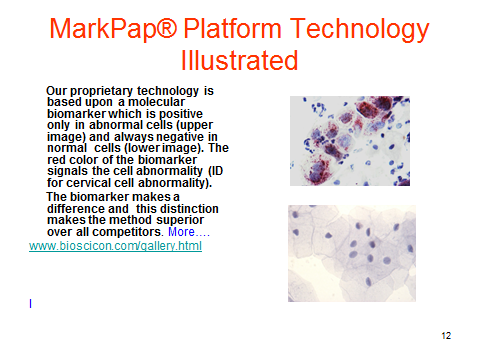 MarkPap® Platform Technology
Illustrated
Our proprietary technology is
based upon a molecular
biomarker which is positive
only in abnormal cells (upper
image) and always negative in
normal cells (lower image). The
red color of the biomarker
signals the cell abnormality (ID
for cervical cell abnormality).
The biomarker makes a
difference and this distinction
makes the method superior
over all competitors. More….
www.bioscicon.com/gallery.html
I
12